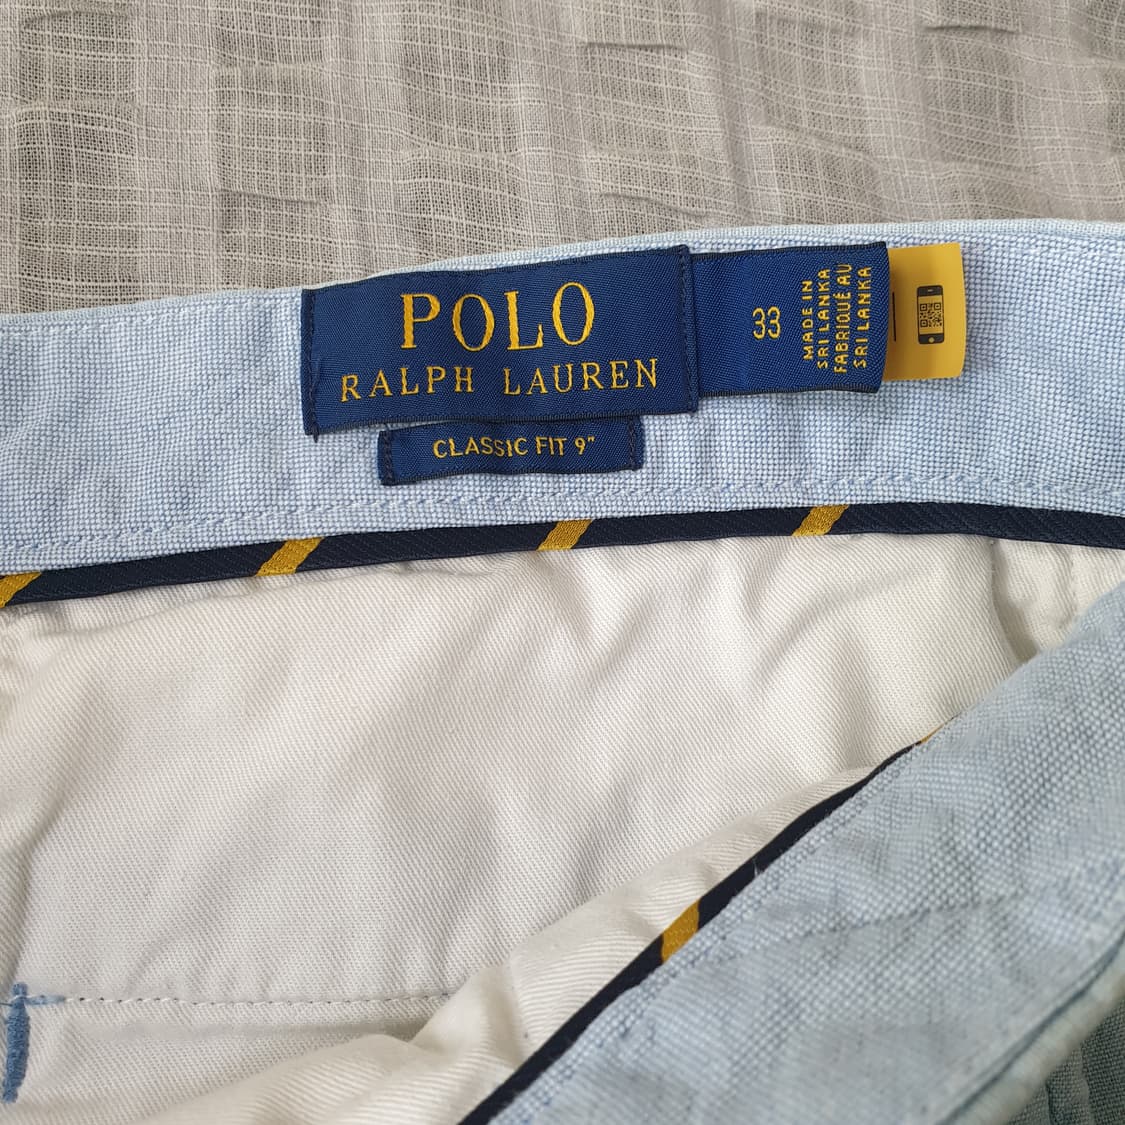 POLO
RALPH LAUREN
CLASSIC FIT 9"
33
MADE IN
SRI LANKA
FABRIQUÉ AU
SRI LANKA